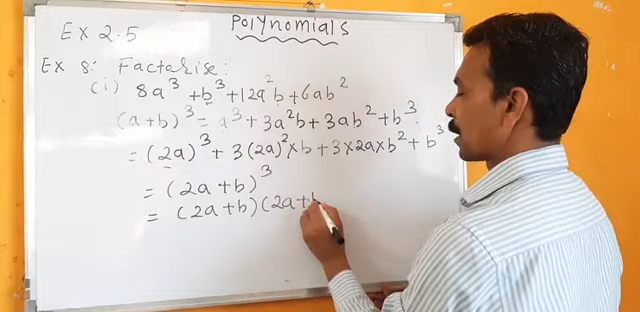 Polynomials
Ex 2.5
Ex 8: Factorise:
(i) 8a³ + b³ + 12a²b + 6ab²
(a+b)³ = a³ + 3a²b + 3ab² + b³
= (2a)³ + 3(2a)² × b + 3 × 2a × b² + b³
= (2a+b)³
= (2a+b)(2a+b